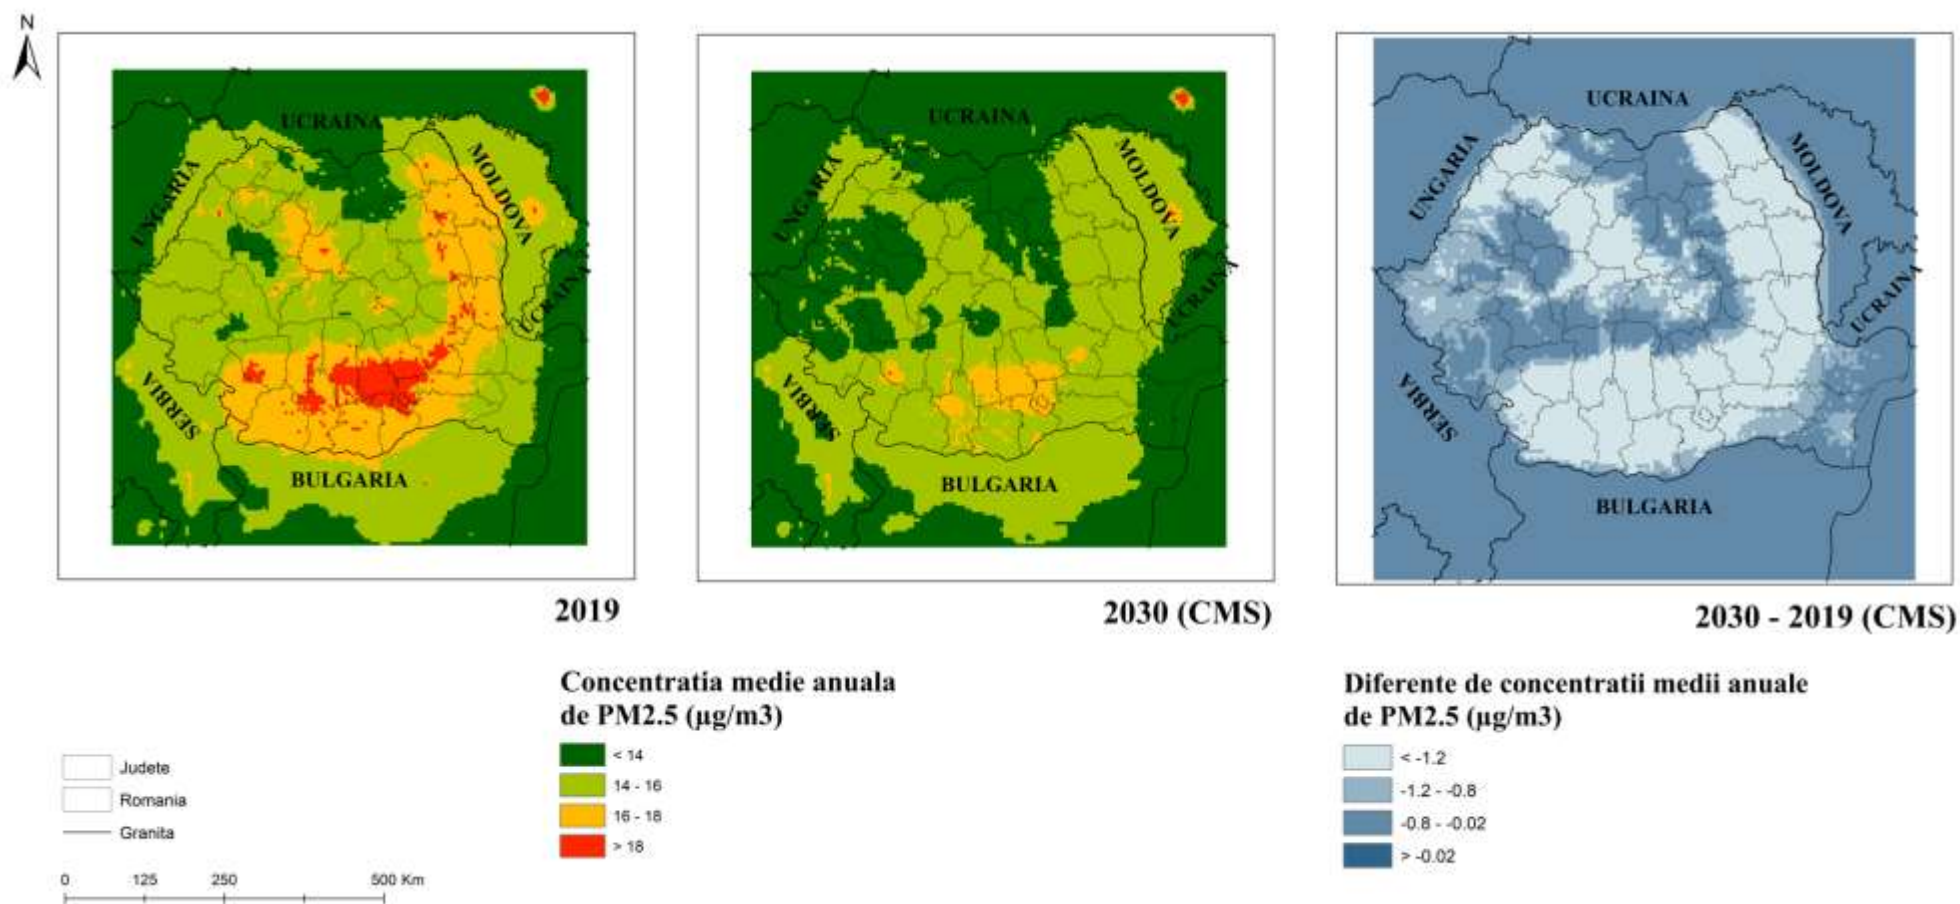 N
UCRAINA
UNGARIA
MOLDOVA
UCRAINA
SERBIA
BULGARIA
2019
UCRAINA
UNGARIA
MOLDOVA
UCRAINA
SERBIA
BULGARIA
2030 (CMS)
UCRAINA
UNGARIA
MOLDOVA
UCRAINA
SERBIA
BULGARIA
2030 - 2019 (CMS)
Judete
Romania
Granita
0 125 250 500 Km
Concentratia medie anuala
de PM2.5 (µg/m3)
< 14
14 - 16
16 - 18
> 18
Diferente de concentratii medii anuale
de PM2.5 (µg/m3)
< -1.2
-1.2 - -0.8
-0.8 - -0.02
> -0.02